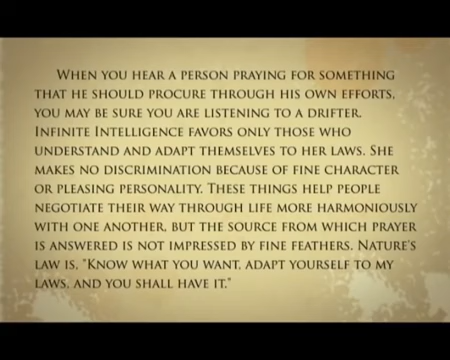 When you hear a person praying for something
that he should procure through his own efforts,
you may be sure you are listening to a drifter.
Infinite Intelligence favors only those who
understand and adapt themselves to her laws. She
makes no discrimination because of fine character
or pleasing personality. These things help people
negotiate their way through life more harmoniously
with one another, but the source from which prayer
is answered is not impressed by fine feathers. Nature's
law is, "Know what you want, adapt yourself to my
laws, and you shall have it."